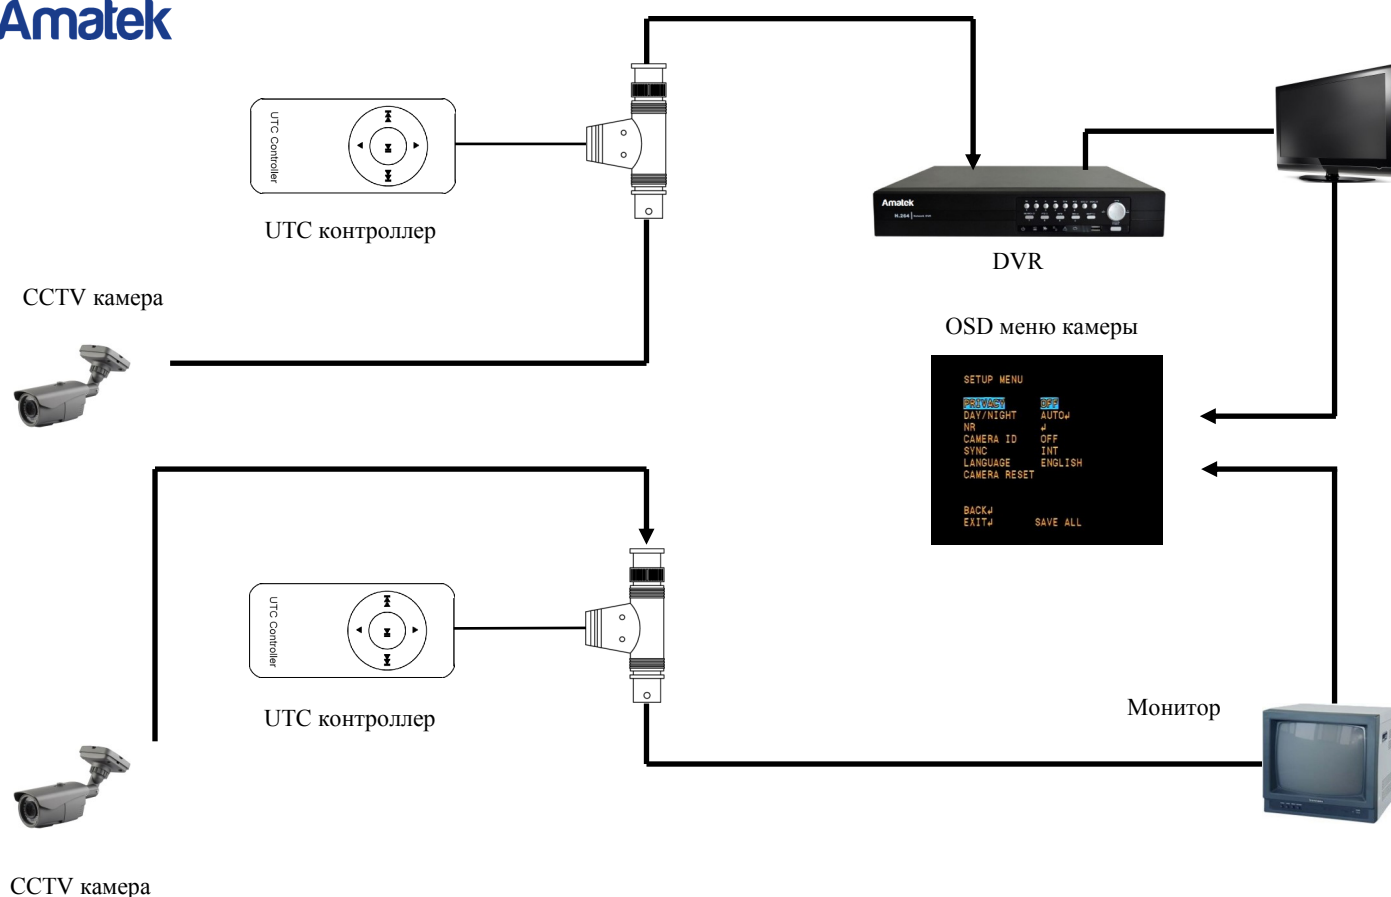 Amatek
UTC Controller
UTC контроллер
Amatek
H.264
DVR
CCTV камера
OSD меню камеры
SETUP MENU
PRIVACY OFF
DAY/NIGHT AUTO↲
NR ↲
CAMERA ID OFF
SYNC INT
LANGUAGE ENGLISH
CAMERA RESET
BACK↲
EXIT↲ SAVE ALL
UTC Controller
UTC контроллер
Монитор
CCTV камера